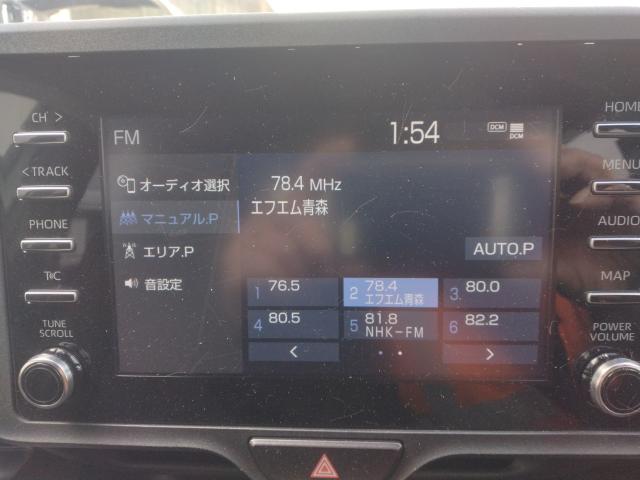 CH >
< TRACK
PHONE
T&C
TUNE
SCROLL
FM
1:54
DCM
DCM
オーディオ選択
マニュアル.P
エリア.P
音設定
78.4 MHz
エフエム青森
AUTO.P
1 76.5
2 78.4
エフエム青森
3 80.0
4 80.5
5 81.8
NHK-FM
6 82.2
<
>
HOME
MENU
AUDIO
MAP
POWER
VOLUME